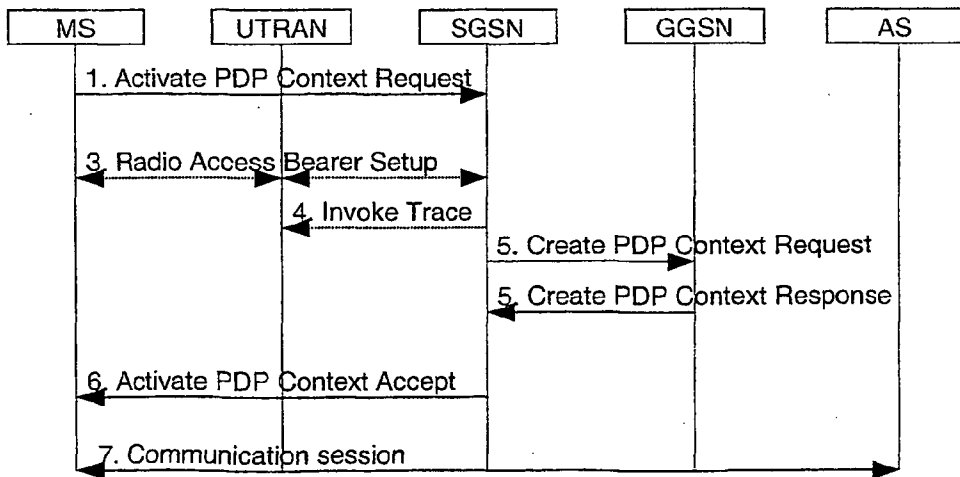 MS UTRAN SGSN GGSN AS
1. Activate PDP Context Request
3. Radio Access Bearer Setup
4. Invoke Trace
5. Create PDP Context Request
5. Create PDP Context Response
6. Activate PDP Context Accept
7. Communication session